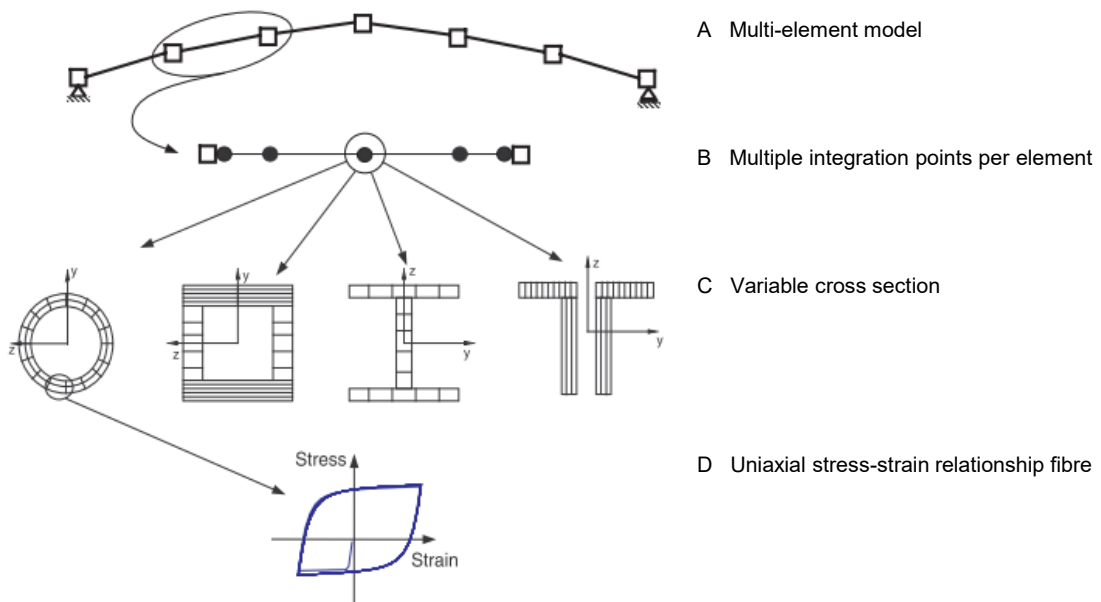 A Multi-element model
B Multiple integration points per element
y
y
z
z
C Variable cross section
z
z
y
y
Stress
D Uniaxial stress-strain relationship fibre
Strain